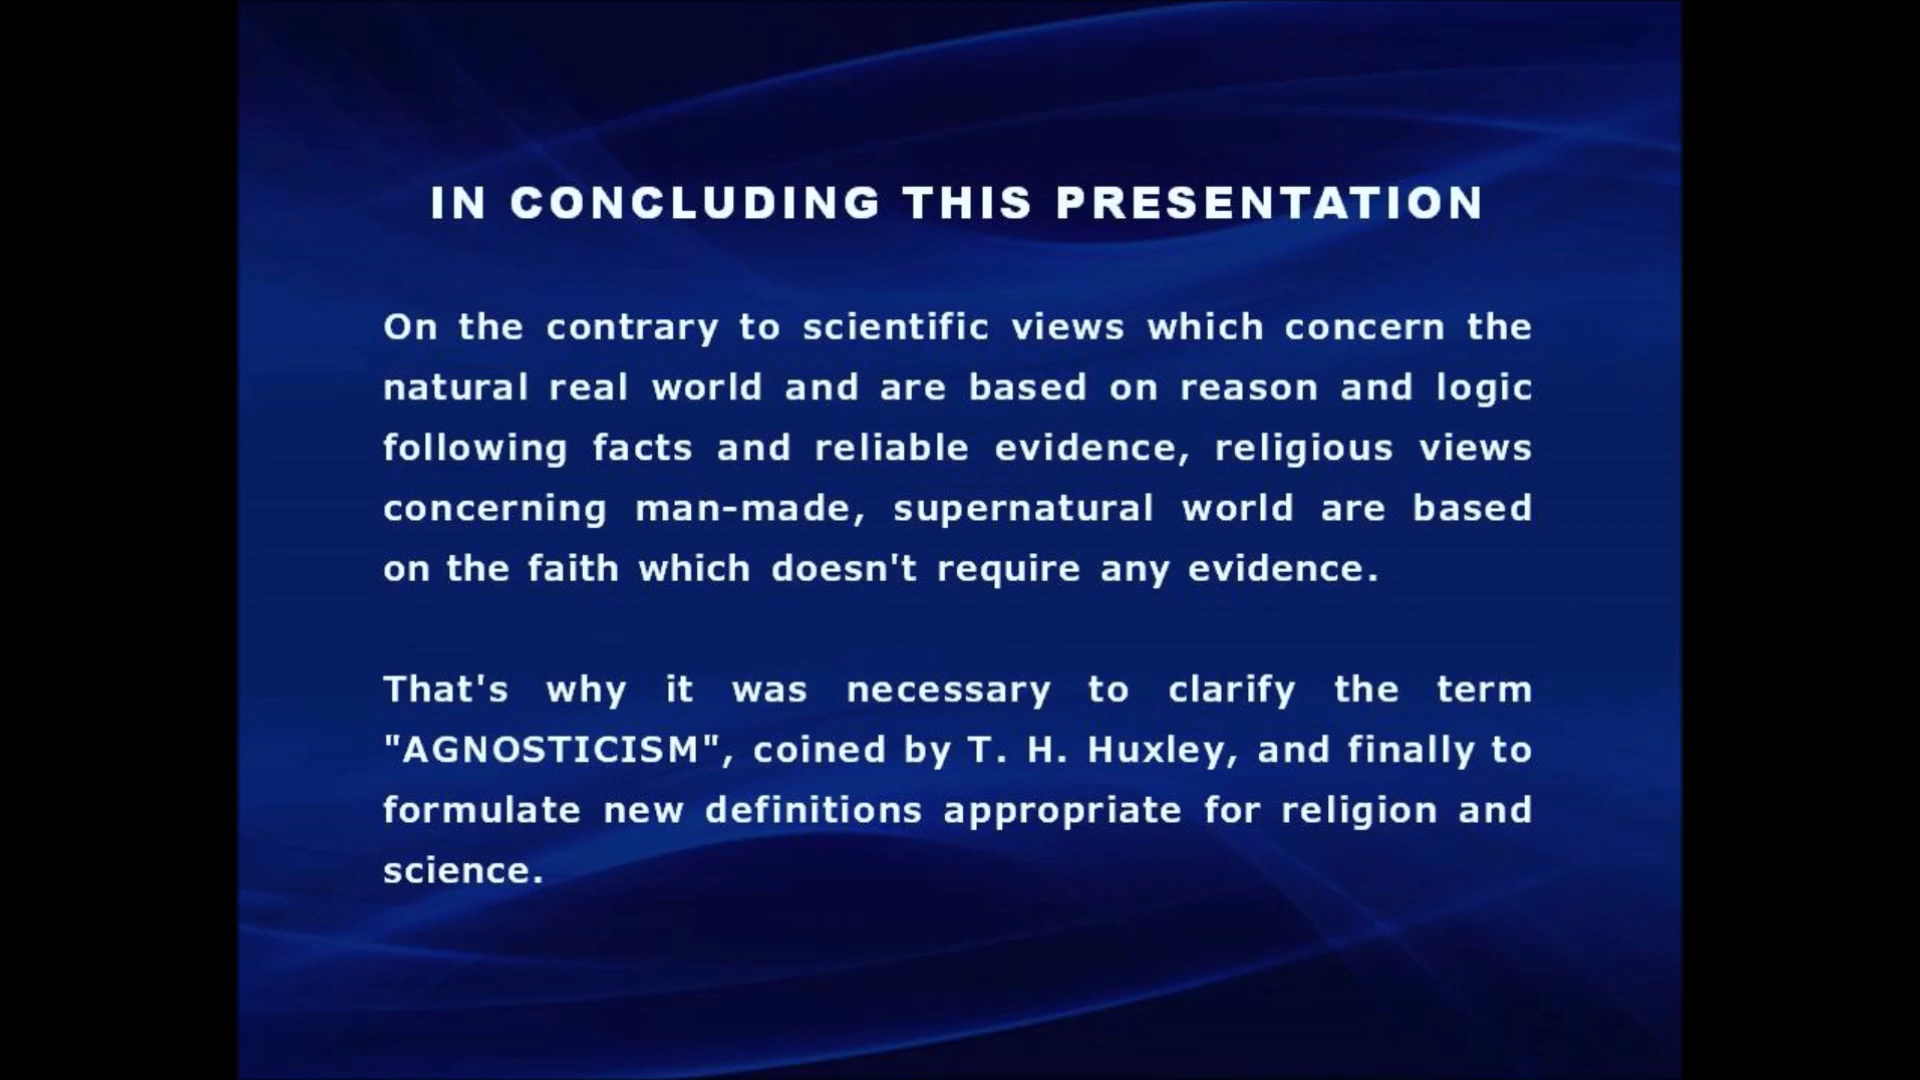 IN CONCLUDING THIS PRESENTATION
On the contrary to scientific views which concern the
natural real world and are based on reason and logic
following facts and reliable evidence, religious views
concerning man-made, supernatural world are based
on the faith which doesn't require any evidence.
That's why it was necessary to clarify the term
"AGNOSTICISM", coined by T. H. Huxley, and finally to
formulate new definitions appropriate for religion and
science.